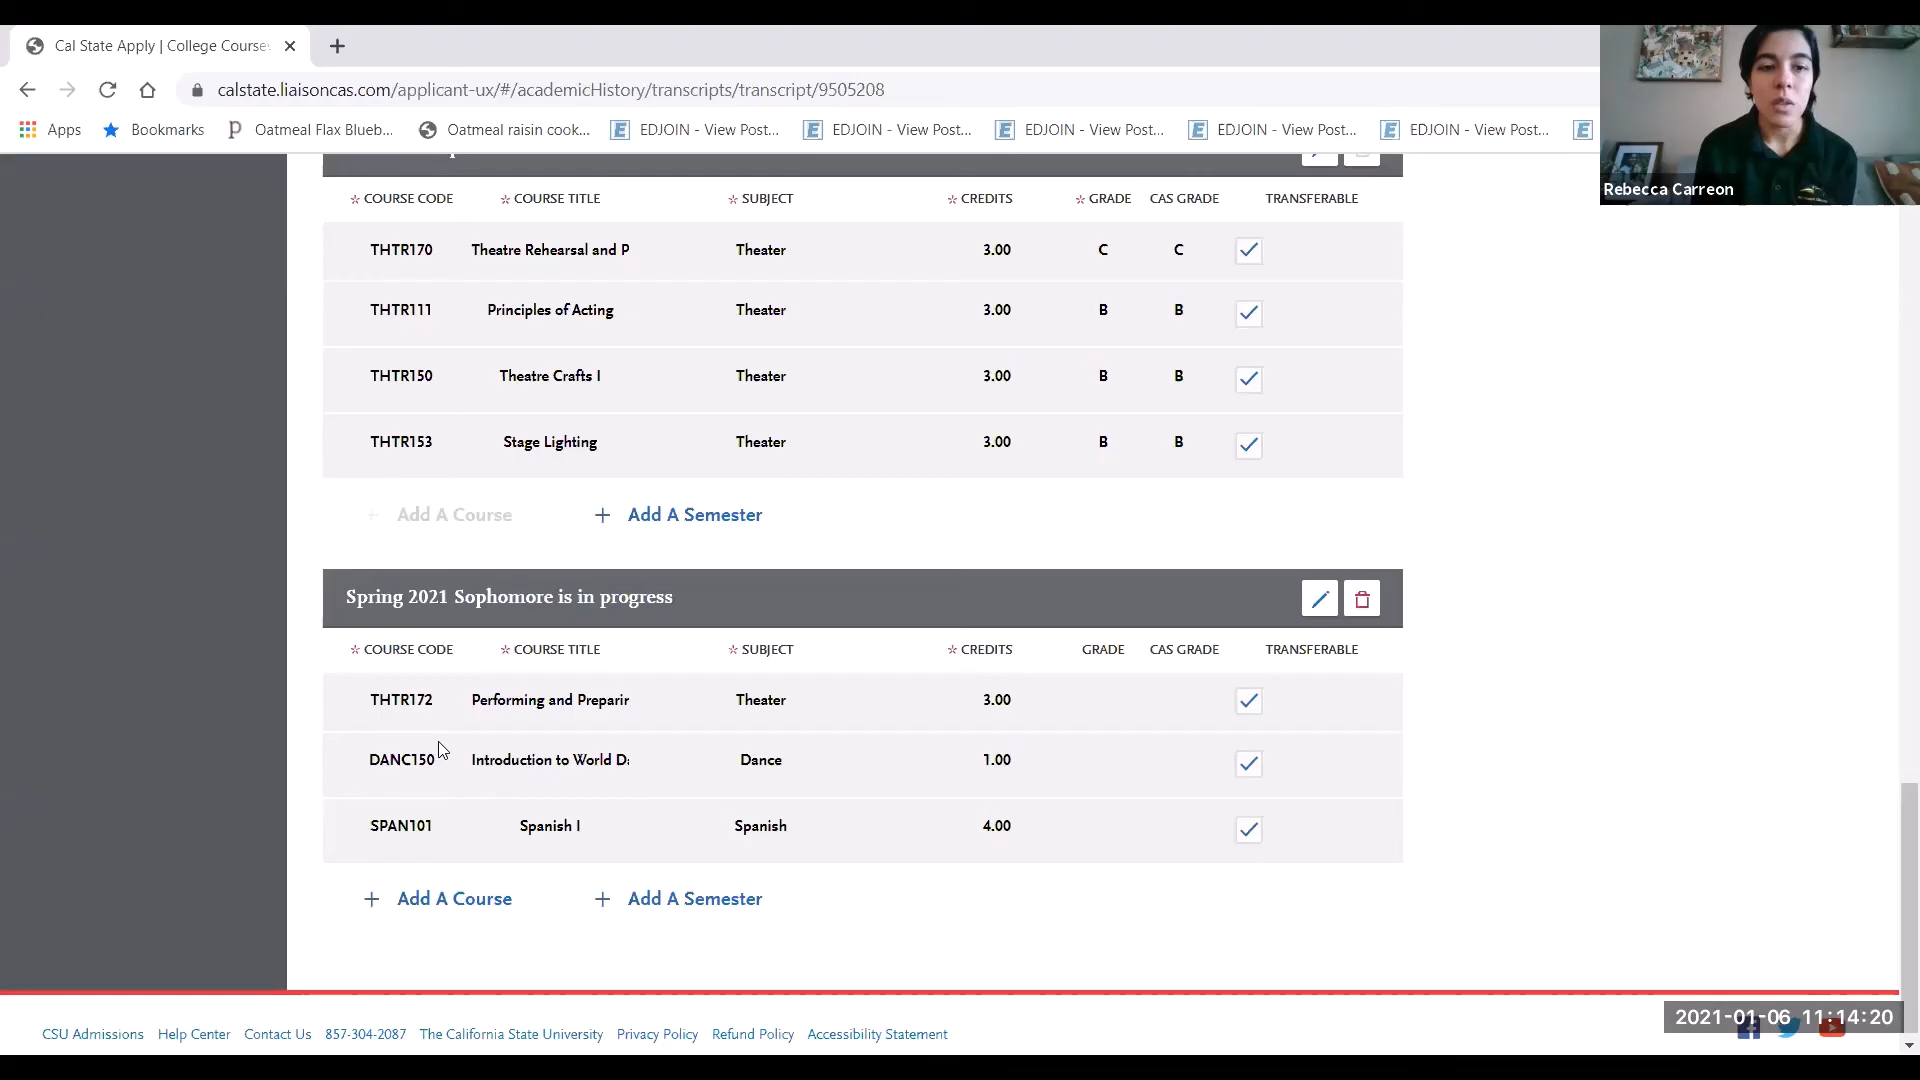 Cal State Apply | College Course
calstate.liaisoncas.com/applicant-ux/#/academicHistory/transcripts/transcript/9505208
Apps Bookmarks Oatmeal Flax Blueb... Oatmeal raisin cook... EDJOIN - View Post... EDJOIN - View Post... EDJOIN - View Post... EDJOIN - View Post... EDJOIN - View Post...
Rebecca Carreon
* COURSE CODE * COURSE TITLE * SUBJECT * CREDITS * GRADE CAS GRADE TRANSFERABLE
THTR170 Theatre Rehearsal and P Theater 3.00 C C
THTR111 Principles of Acting Theater 3.00 B B
THTR150 Theatre Crafts I Theater 3.00 B B
THTR153 Stage Lighting Theater 3.00 B B
+ Add A Course + Add A Semester
Spring 2021 Sophomore is in progress
* COURSE CODE * COURSE TITLE * SUBJECT * CREDITS GRADE CAS GRADE TRANSFERABLE
THTR172 Performing and Preparin Theater 3.00
DANC150 Introduction to World Da Dance 1.00
SPAN101 Spanish I Spanish 4.00
+ Add A Course + Add A Semester
2021-01-06 11:14:20
CSU Admissions Help Center Contact Us 857-304-2087 The California State University Privacy Policy Refund Policy Accessibility Statement